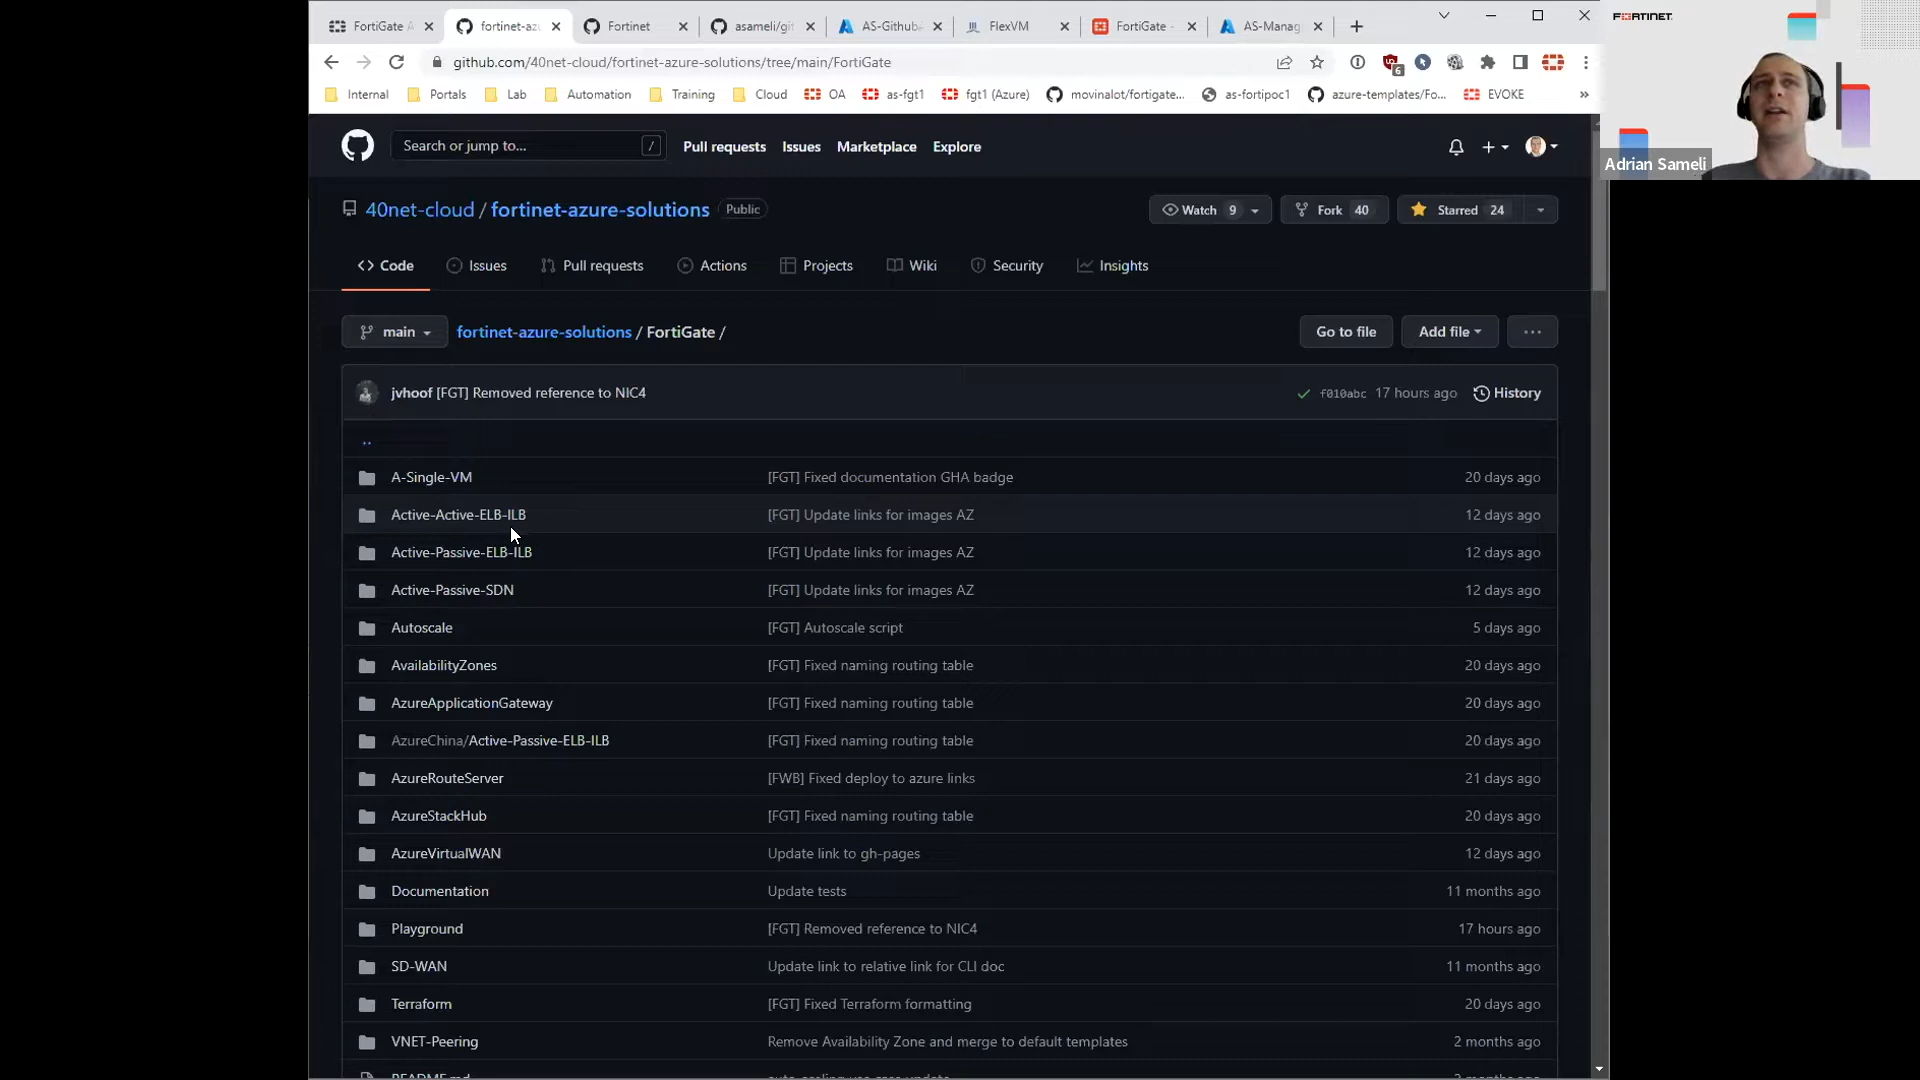 FortiGate A
fortinet-az
Fortinet
asameli/git
AS-Github
FlexVM
FortiGate -
AS-Manag
github.com/40net-cloud/fortinet-azure-solutions/tree/main/FortiGate
6
Internal
Portals
Lab
Automation
Training
Cloud
OA
as-fgt1
fgt1 (Azure)
movinalot/fortigate...
as-fortipoc1
azure-templates/Fo...
EVOKE
»
FORTINET
Adrian Sameli
Search or jump to...
/
Pull requests
Issues
Marketplace
Explore
40net-cloud / fortinet-azure-solutions
Public
Watch 9
Fork 40
Starred 24
Code
Issues
Pull requests
Actions
Projects
Wiki
Security
Insights
main
fortinet-azure-solutions / FortiGate /
Go to file
Add file
...
jvhoof [FGT] Removed reference to NIC4
f010abc 17 hours ago
History
..
A-Single-VM [FGT] Fixed documentation GHA badge 20 days ago
Active-Active-ELB-ILB [FGT] Update links for images AZ 12 days ago
Active-Passive-ELB-ILB [FGT] Update links for images AZ 12 days ago
Active-Passive-SDN [FGT] Update links for images AZ 12 days ago
Autoscale [FGT] Autoscale script 5 days ago
AvailabilityZones [FGT] Fixed naming routing table 20 days ago
AzureApplicationGateway [FGT] Fixed naming routing table 20 days ago
AzureChina/Active-Passive-ELB-ILB [FGT] Fixed naming routing table 20 days ago
AzureRouteServer [FWB] Fixed deploy to azure links 21 days ago
AzureStackHub [FGT] Fixed naming routing table 20 days ago
AzureVirtualWAN Update link to gh-pages 12 days ago
Documentation Update tests 11 months ago
Playground [FGT] Removed reference to NIC4 17 hours ago
SD-WAN Update link to relative link for CLI doc 11 months ago
Terraform [FGT] Fixed Terraform formatting 20 days ago
VNET-Peering Remove Availability Zone and merge to default templates 2 months ago